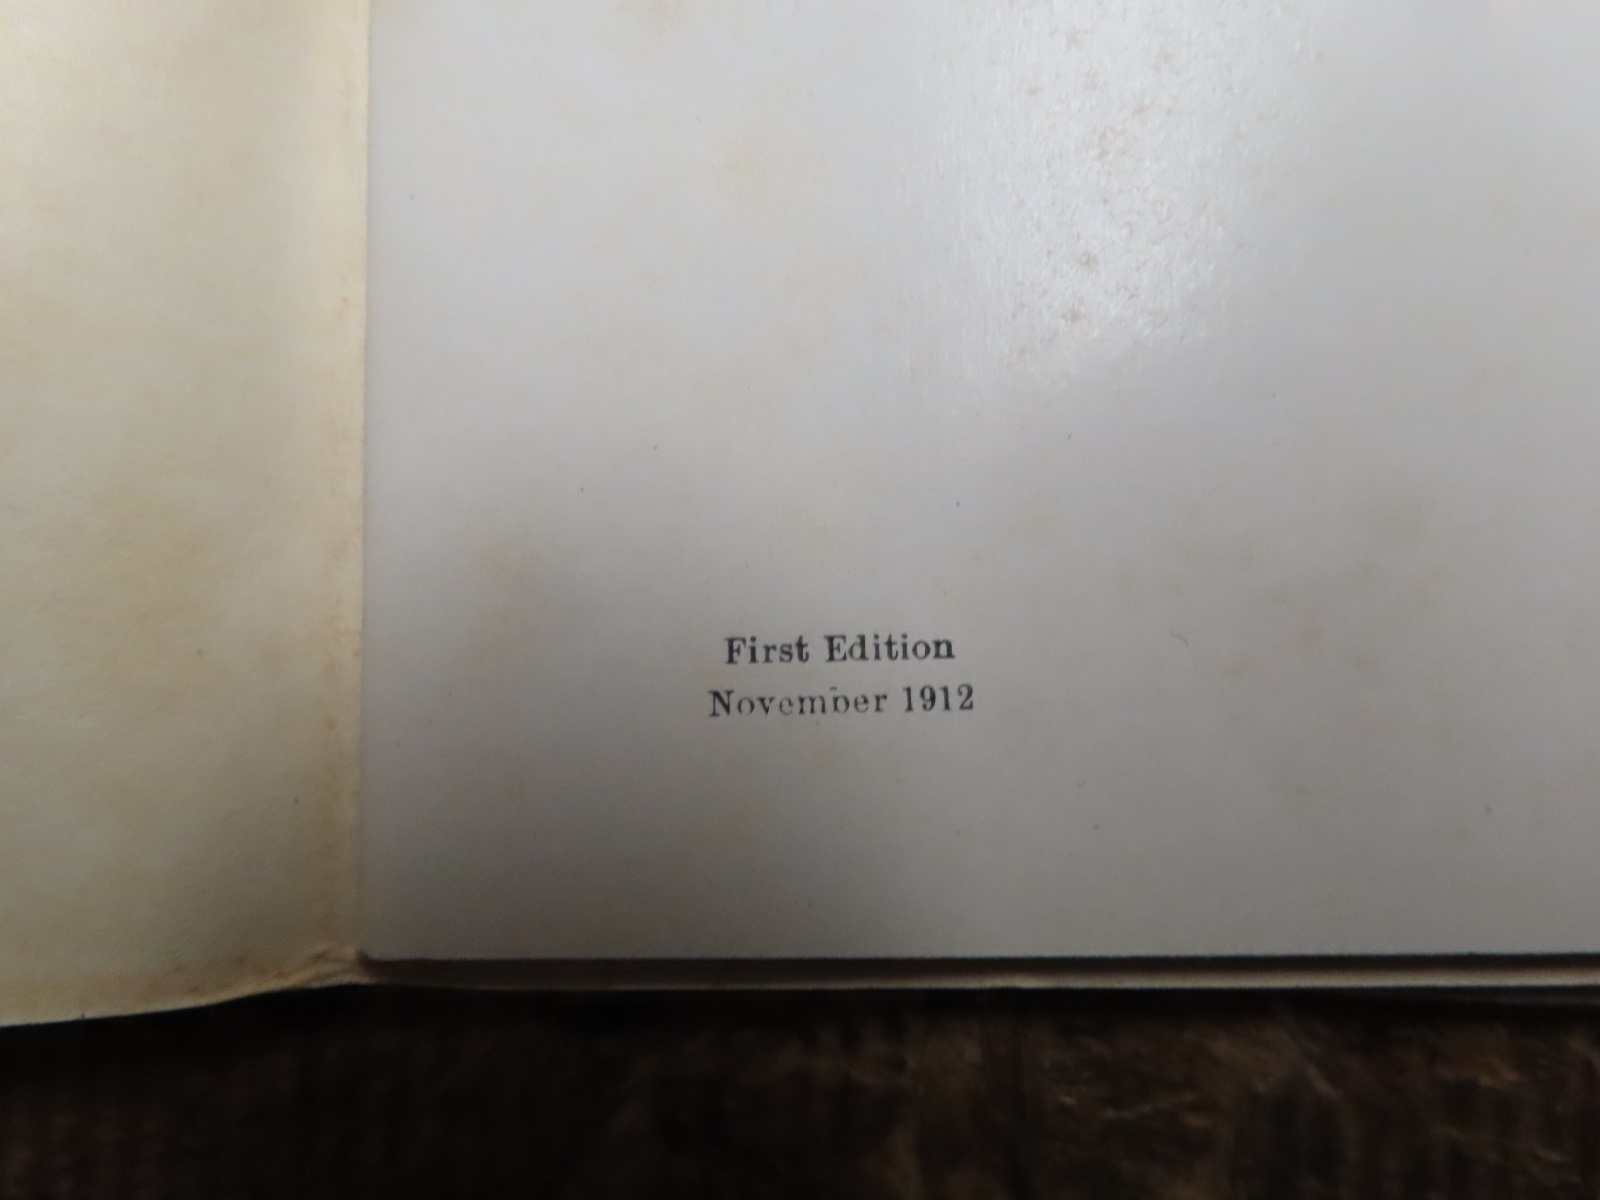 First Edition
November 1912